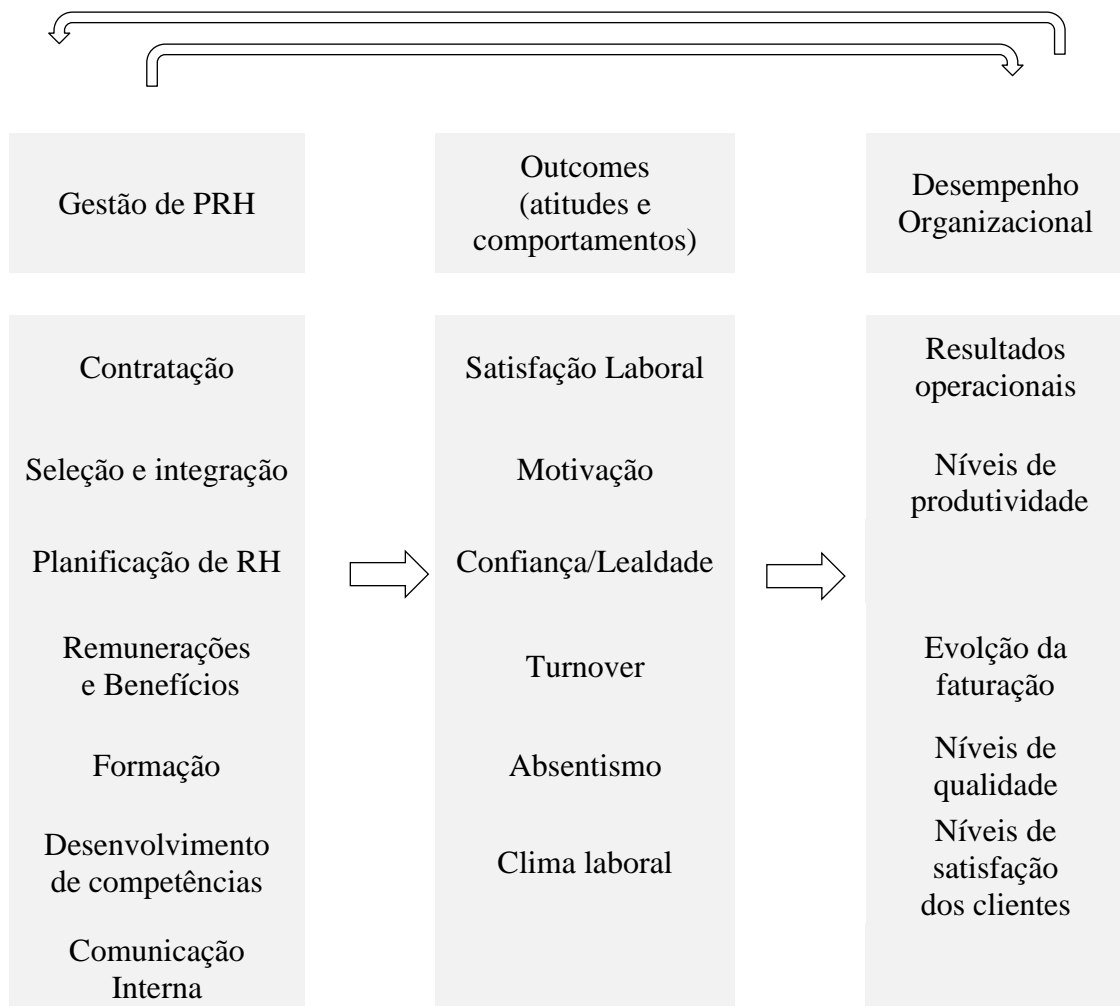 Gestão de PRH
Outcomes
(atitudes e
comportamentos)
Desempenho
Organizacional
Contratação
Seleção e integração
Planificação de RH
Remunerações
e Benefícios
Formação
Desenvolvimento
de competências
Comunicação
Interna
Satisfação Laboral
Motivação
Confiança/Lealdade
Turnover
Absentismo
Clima laboral
Resultados
operacionais
Níveis de
produtividade
Evolção da
faturação
Níveis de
qualidade
Níveis de
satisfação
dos clientes